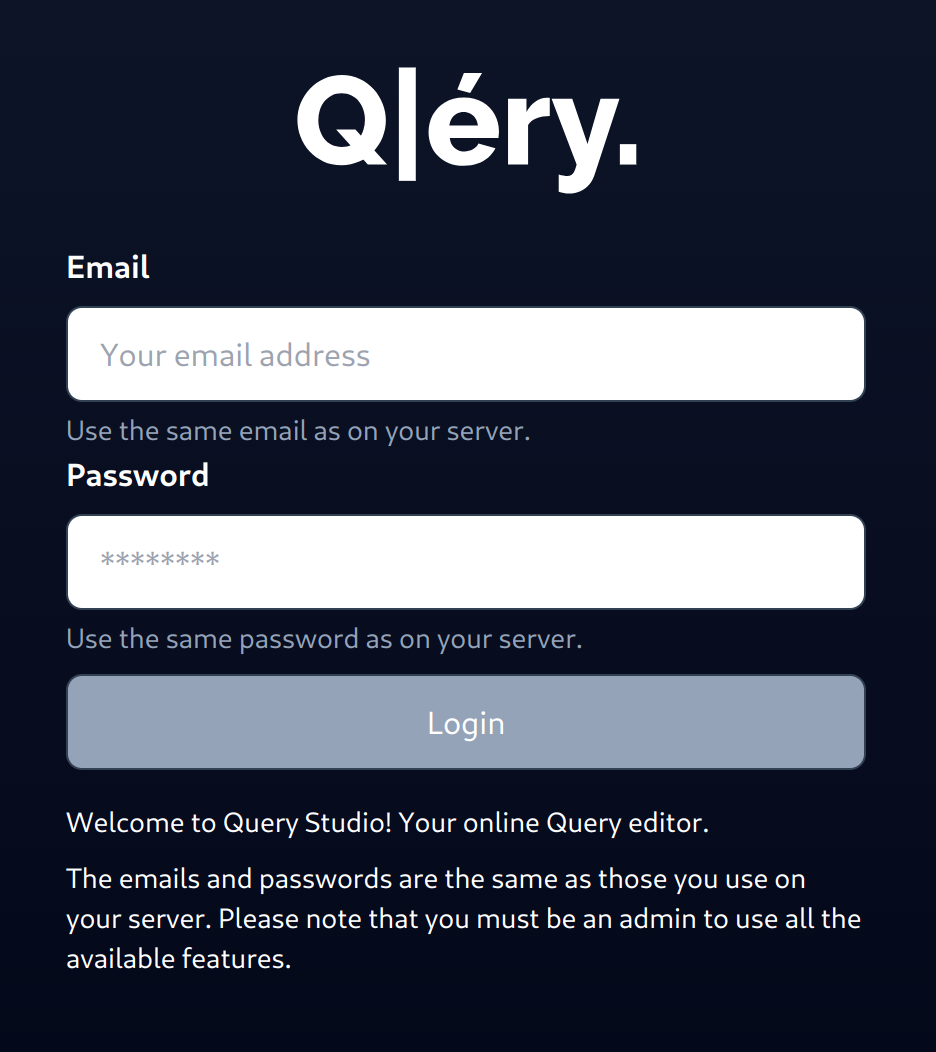 Q|éry.
Email
Your email address
Use the same email as on your server.
Password
********
Use the same password as on your server.
Login
Welcome to Query Studio! Your online Query editor.
The emails and passwords are the same as those you use on
your server. Please note that you must be an admin to use all the
available features.